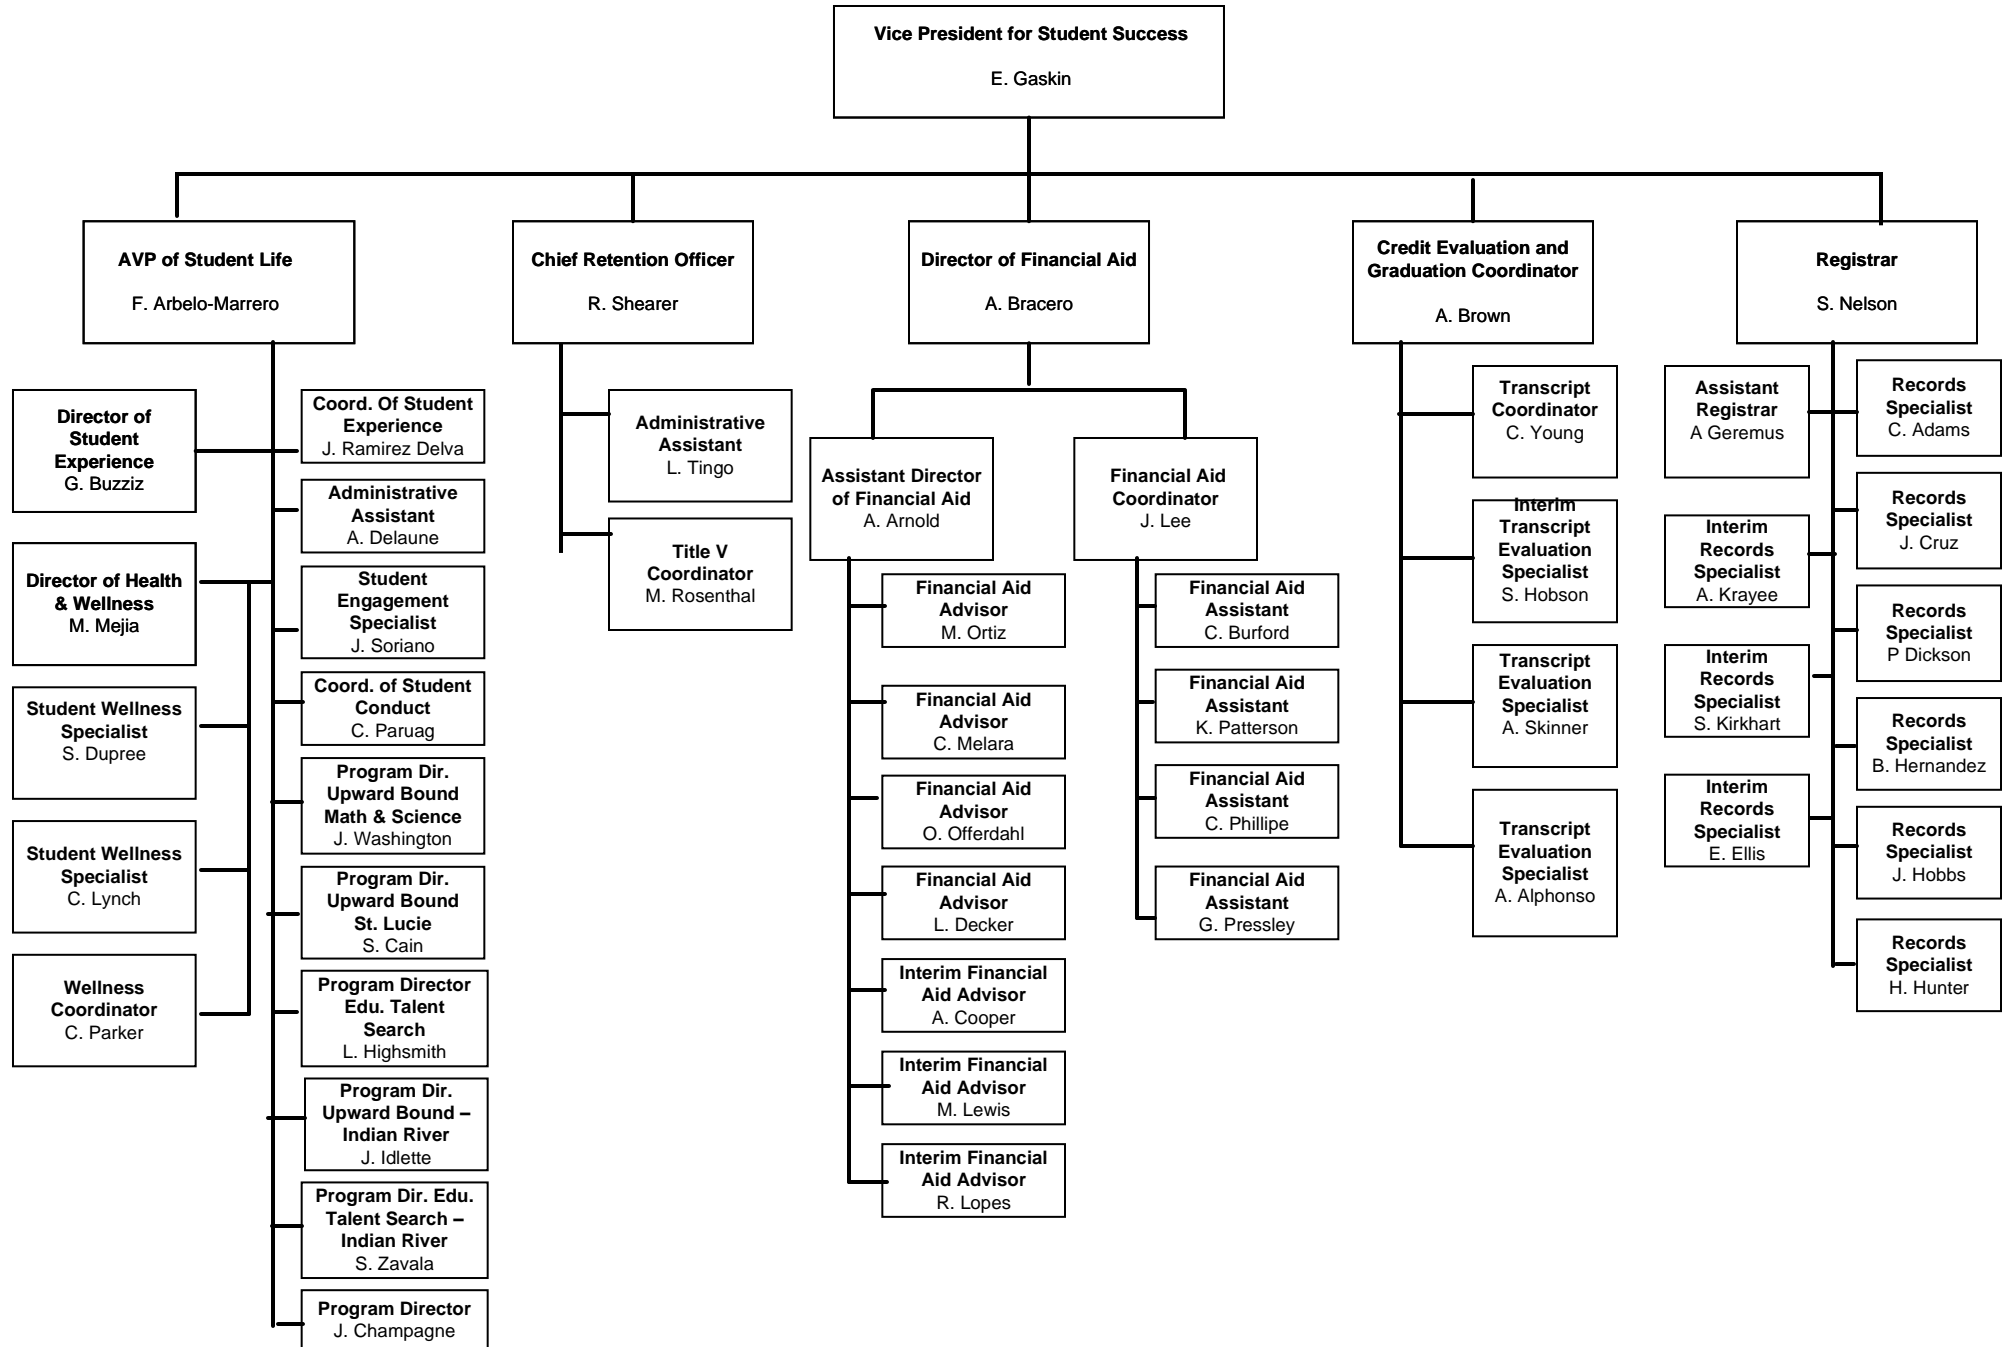 Vice President for Student Success
E. Gaskin
AVP of Student Life
F. Arbelo-Marrero
Chief Retention Officer
R. Shearer
Director of Financial Aid
A. Bracero
Credit Evaluation and
Graduation Coordinator
A. Brown
Registrar
S. Nelson
Director of
Student
Experience
G. Buzziz
Director of Health
& Wellness
M. Mejia
Student Wellness
Specialist
S. Dupree
Student Wellness
Specialist
C. Lynch
Wellness
Coordinator
C. Parker
Coord. Of Student
Experience
J. Ramirez Delva
Administrative
Assistant
A. Delaune
Student
Engagement
Specialist
J. Soriano
Coord. of Student
Conduct
C. Paruag
Program Dir.
Upward Bound
Math & Science
J. Washington
Program Dir.
Upward Bound
St. Lucie
S. Cain
Program Director
Edu. Talent
Search
L. Highsmith
Program Dir.
Upward Bound –
Indian River
J. Idlette
Program Dir. Edu.
Talent Search –
Indian River
S. Zavala
Program Director
J. Champagne
Administrative
Assistant
L. Tingo
Title V
Coordinator
M. Rosenthal
Assistant Director
of Financial Aid
A. Arnold
Financial Aid
Advisor
M. Ortiz
Financial Aid
Advisor
C. Melara
Financial Aid
Advisor
O. Offerdahl
Financial Aid
Advisor
L. Decker
Interim Financial
Aid Advisor
A. Cooper
Interim Financial
Aid Advisor
M. Lewis
Interim Financial
Aid Advisor
R. Lopes
Financial Aid
Coordinator
J. Lee
Financial Aid
Assistant
C. Burford
Financial Aid
Assistant
K. Patterson
Financial Aid
Assistant
C. Phillipe
Financial Aid
Assistant
G. Pressley
Transcript
Coordinator
C. Young
Interim
Transcript
Evaluation
Specialist
S. Hobson
Transcript
Evaluation
Specialist
A. Skinner
Transcript
Evaluation
Specialist
A. Alphonso
Assistant
Registrar
A Geremus
Interim
Records
Specialist
A. Krayee
Interim
Records
Specialist
S. Kirkhart
Interim
Records
Specialist
E. Ellis
Records
Specialist
C. Adams
Records
Specialist
J. Cruz
Records
Specialist
P Dickson
Records
Specialist
B. Hernandez
Records
Specialist
J. Hobbs
Records
Specialist
H. Hunter